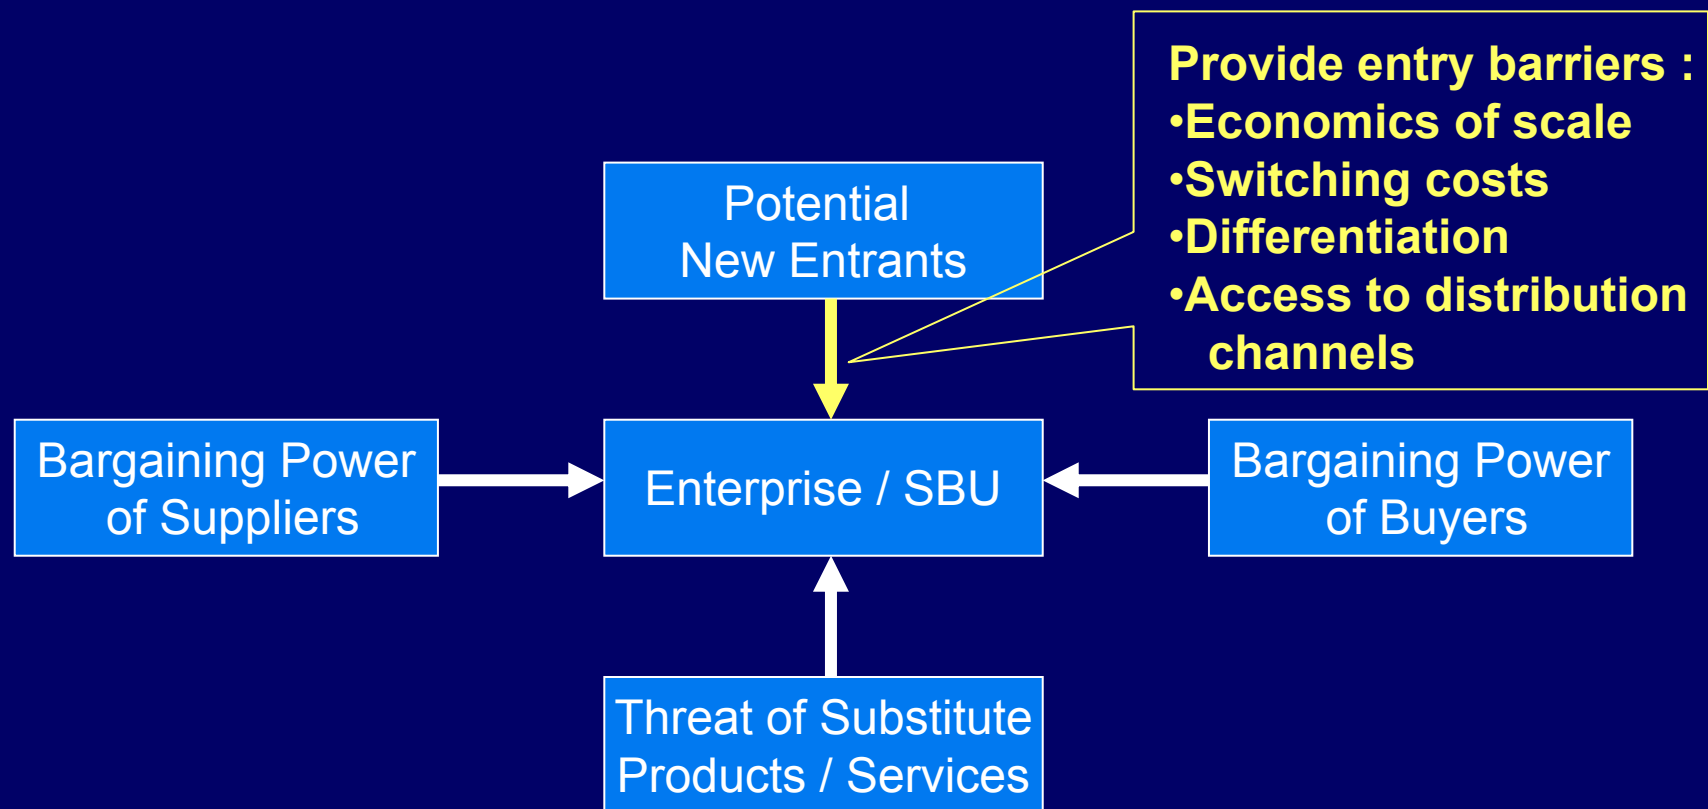 Provide entry barriers :
•Economics of scale
•Switching costs
•Differentiation
•Access to distribution
channels
Potential
New Entrants
Bargaining Power
of Suppliers
Enterprise / SBU
Bargaining Power
of Buyers
Threat of Substitute
Products / Services